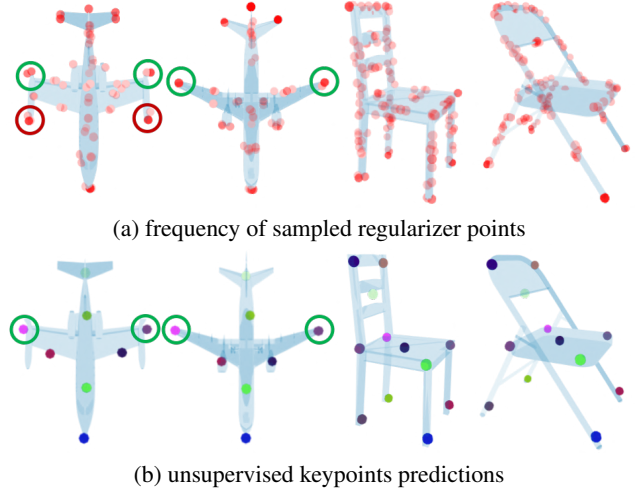 (a) frequency of sampled regularizer points
(b) unsupervised keypoints predictions